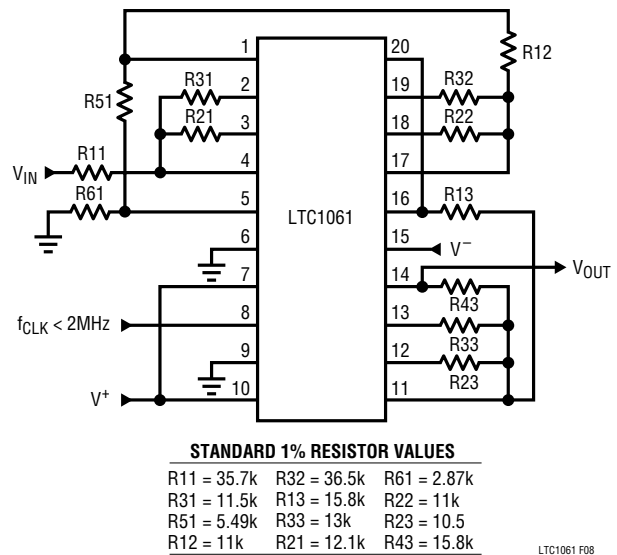 1
20
R12
R31
2
19
R32
R51
R21
3
18
R22
R11
VIN
4
17
R61
5
16
R13
LTC1061
6
15
V−
7
14
VOUT
R43
fCLK < 2MHz
8
13
R33
9
12
R23
V+
10
11
STANDARD 1% RESISTOR VALUES
R11 = 35.7k R32 = 36.5k R61 = 2.87k
R31 = 11.5k R13 = 15.8k R22 = 11k
R51 = 5.49k R33 = 13k R23 = 10.5
R12 = 11k R21 = 12.1k R43 = 15.8k
LTC1061 F08